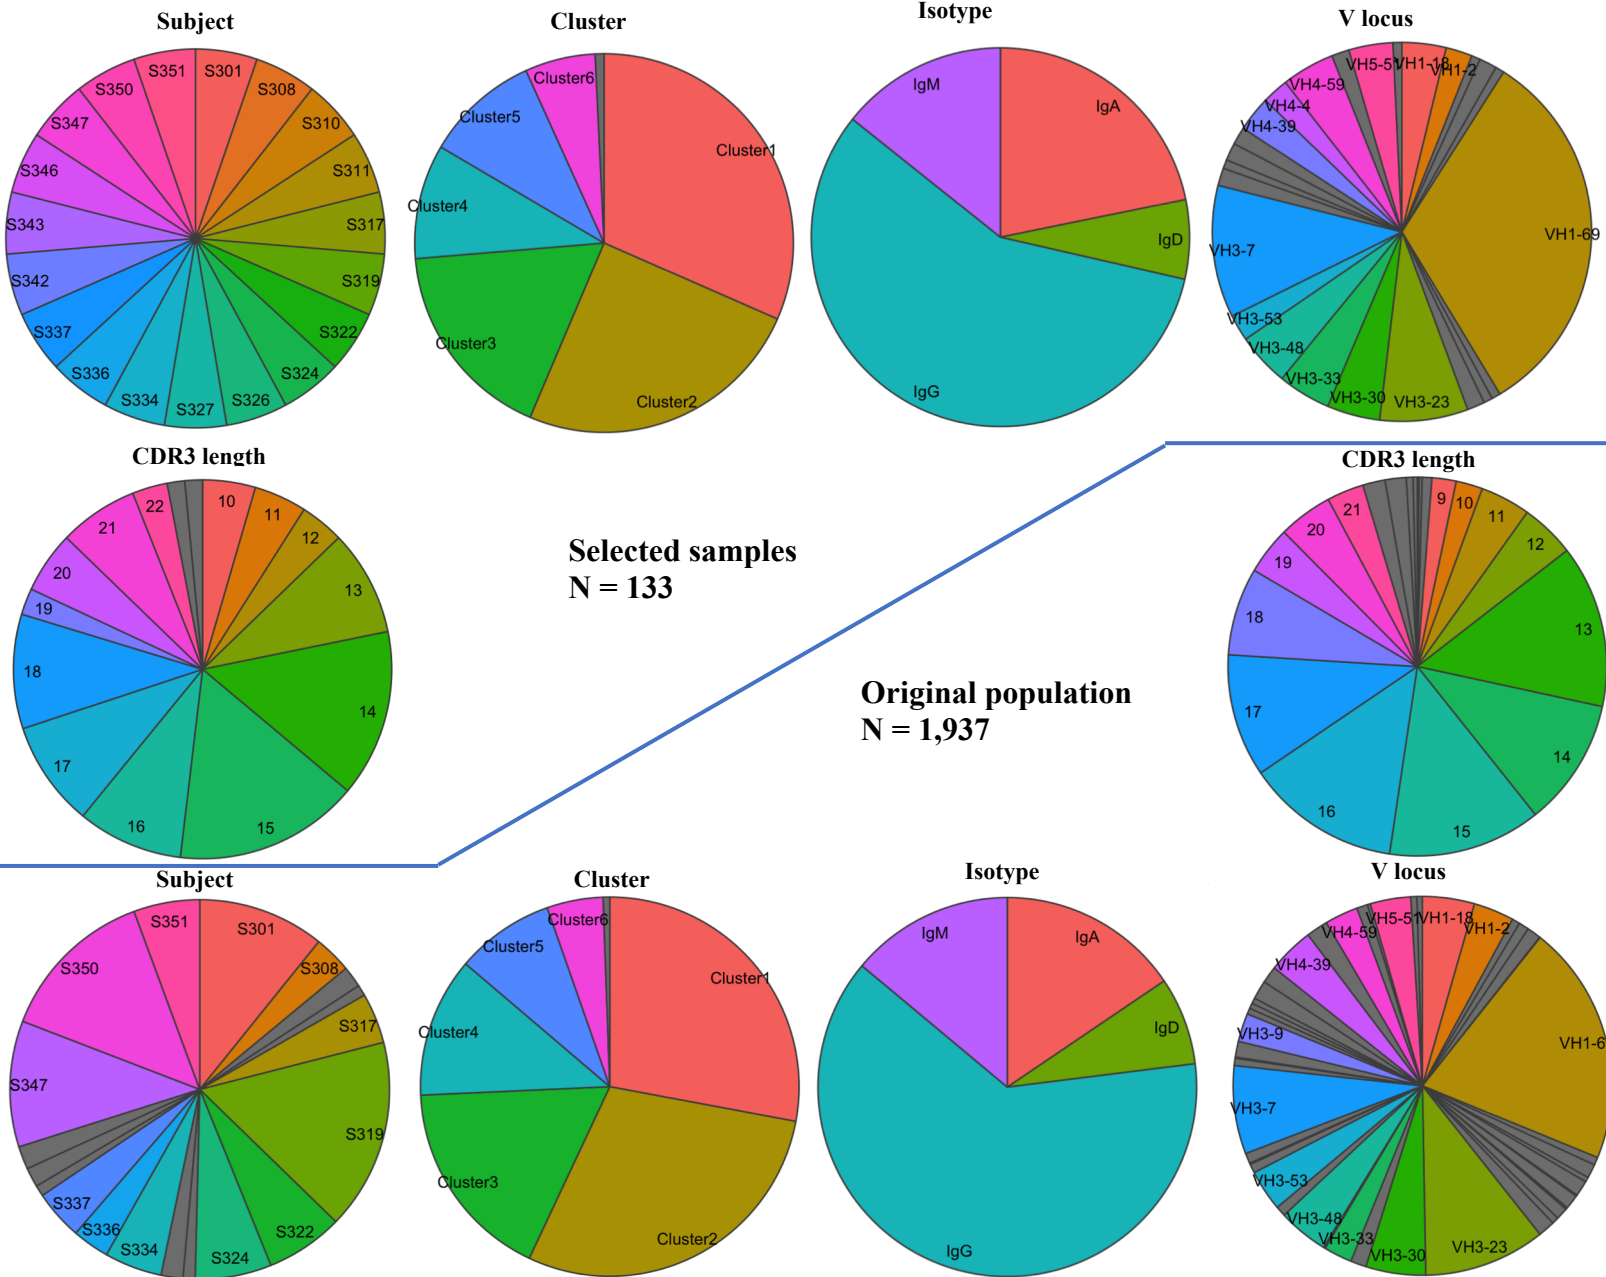 Subject
Cluster
Isotype
V locus
S301
S308
S310
S311
S317
S319
S322
S324
S326
S327
S334
S336
S337
S342
S343
S346
S347
S350
S351
Cluster1
Cluster2
Cluster3
Cluster4
Cluster5
Cluster6
IgA
IgD
IgG
IgM
VH1-18
VH1-2
VH1-69
VH3-23
VH3-30
VH3-33
VH3-48
VH3-53
VH3-7
VH4-39
VH4-4
VH4-59
VH5-51
CDR3 length
10
11
12
13
14
15
16
17
18
19
20
21
22
Selected samples
N = 133
Original population
N = 1,937
CDR3 length
9
10
11
12
13
14
15
16
17
18
19
20
21
Subject
Cluster
Isotype
V locus
S301
S308
S317
S319
S322
S324
S334
S336
S337
S347
S350
S351
Cluster1
Cluster2
Cluster3
Cluster4
Cluster5
Cluster6
IgA
IgD
IgG
IgM
VH1-18
VH1-2
VH1-6
VH3-23
VH3-30
VH3-33
VH3-48
VH3-53
VH3-7
VH3-9
VH4-39
VH4-59
VH5-51